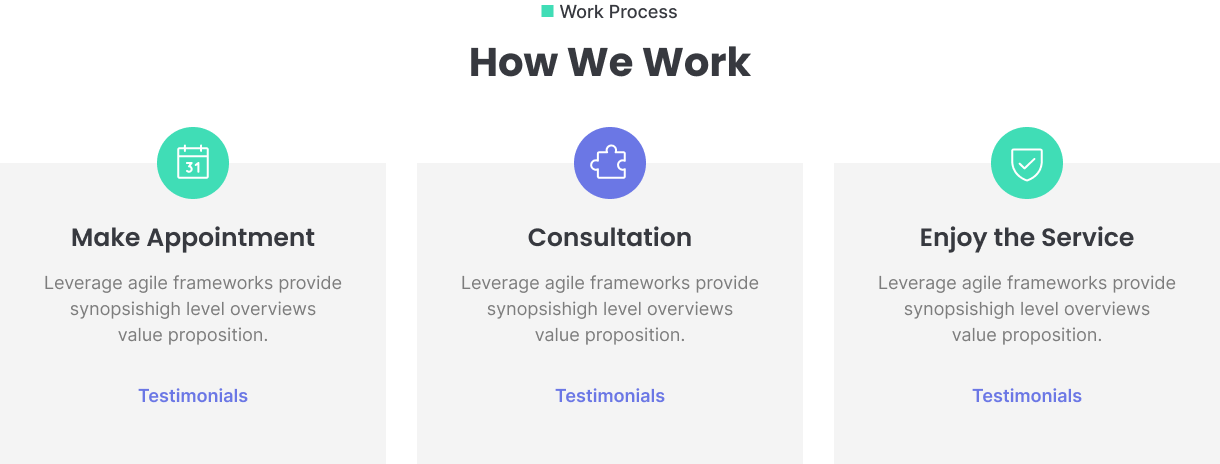 Work Process
How We Work
31
Make Appointment
Leverage agile frameworks provide
synopsishigh level overviews
value proposition.
Testimonials
Consultation
Leverage agile frameworks provide
synopsishigh level overviews
value proposition.
Testimonials
Enjoy the Service
Leverage agile frameworks provide
synopsishigh level overviews
value proposition.
Testimonials